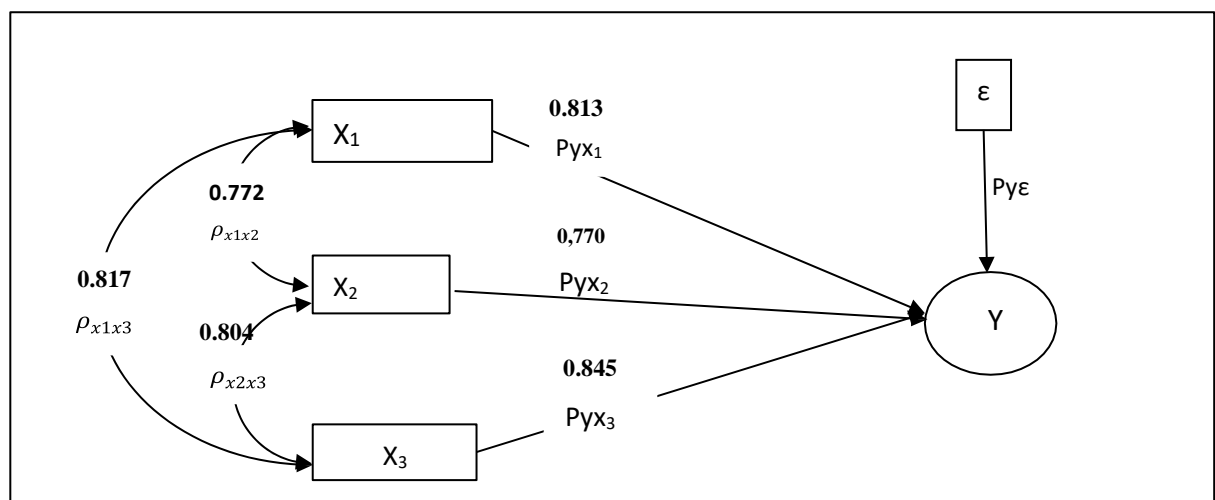 ε
0.813
X₁
Pyx₁
Pyε
0.772
ρₓ₁ₓ₂
0,770
0.817
X₂
Pyx₂
Y
ρₓ₁ₓ₃
0.804
ρₓ₂ₓ₃
0.845
Pyx₃
X₃